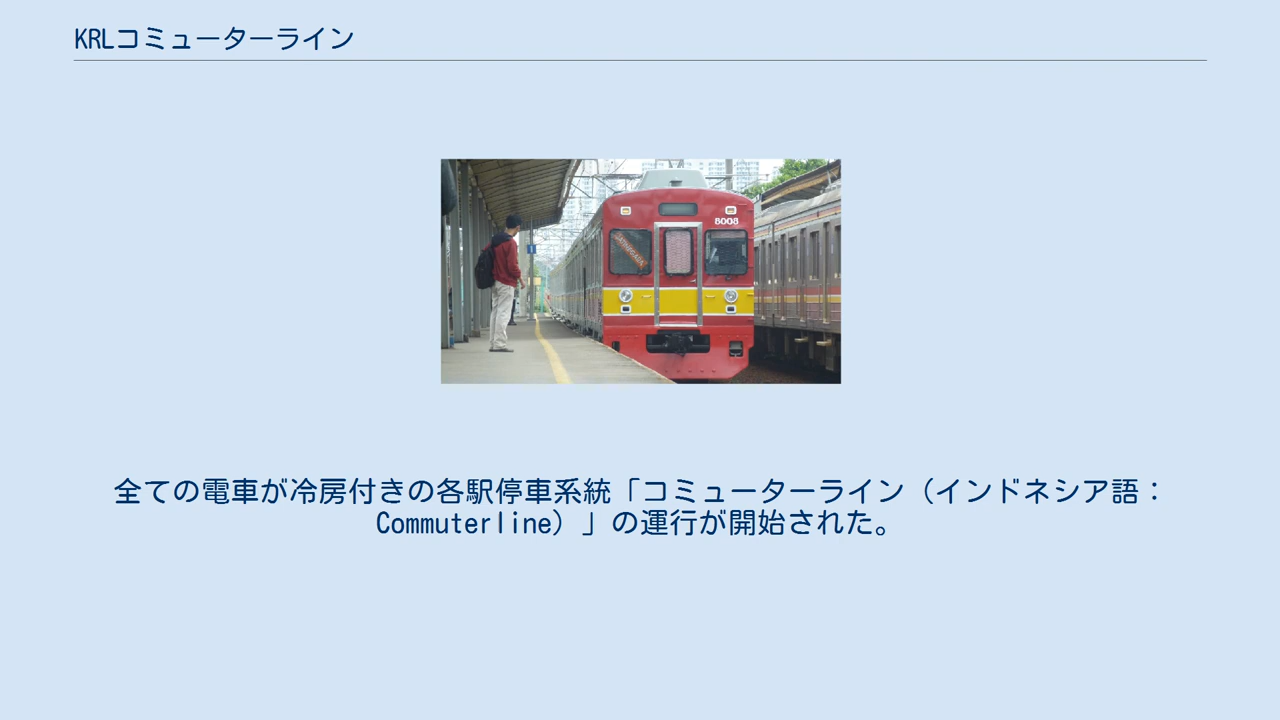 KRLコミューターライン
8003
全ての電車が冷房付きの各駅停車系統「コミューターライン（インドネシア語：
Commuterline）」の運行が開始された。